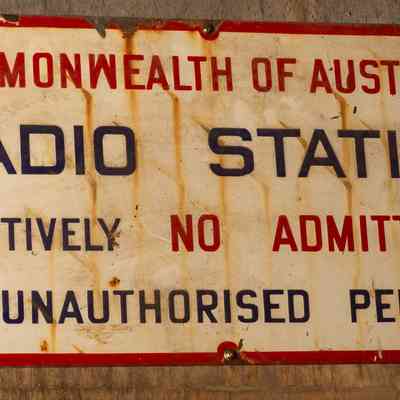 MONWEALTH OF AUST
ADIO STATI
TIVELY NO ADMITT
UNAUTHORISED PE